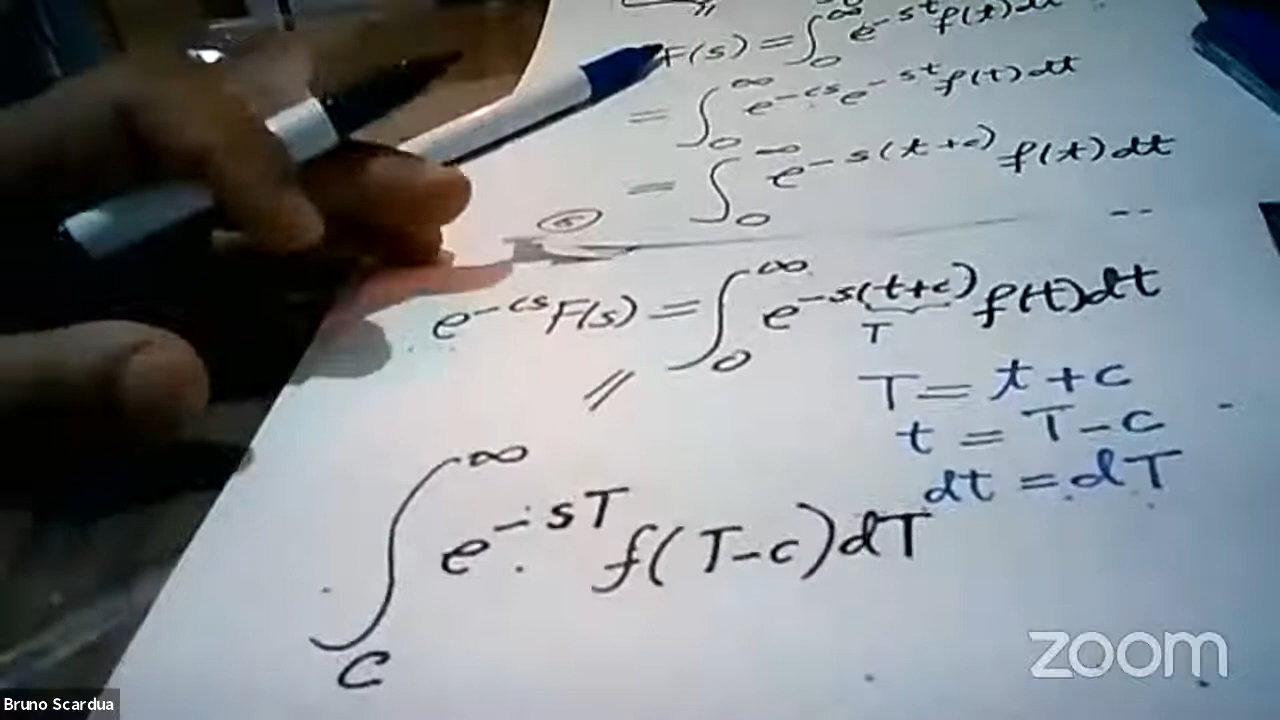 F(s) = ∫₀^∞ e^{-st} f(t) dt
= ∫₀^∞ e^{-cs} e^{-st} f(t) dt
= ∫₀^∞ e^{-s(t+c)} f(t) dt
e^{-cs} F(s) = ∫₀^∞ e^{-s(t+c)} f(t) dt
T
//
T = t + c
t = T - c
dt = dT
∫_c^∞ e^{-sT} f(T-c) dT
zoom
Bruno Scardua